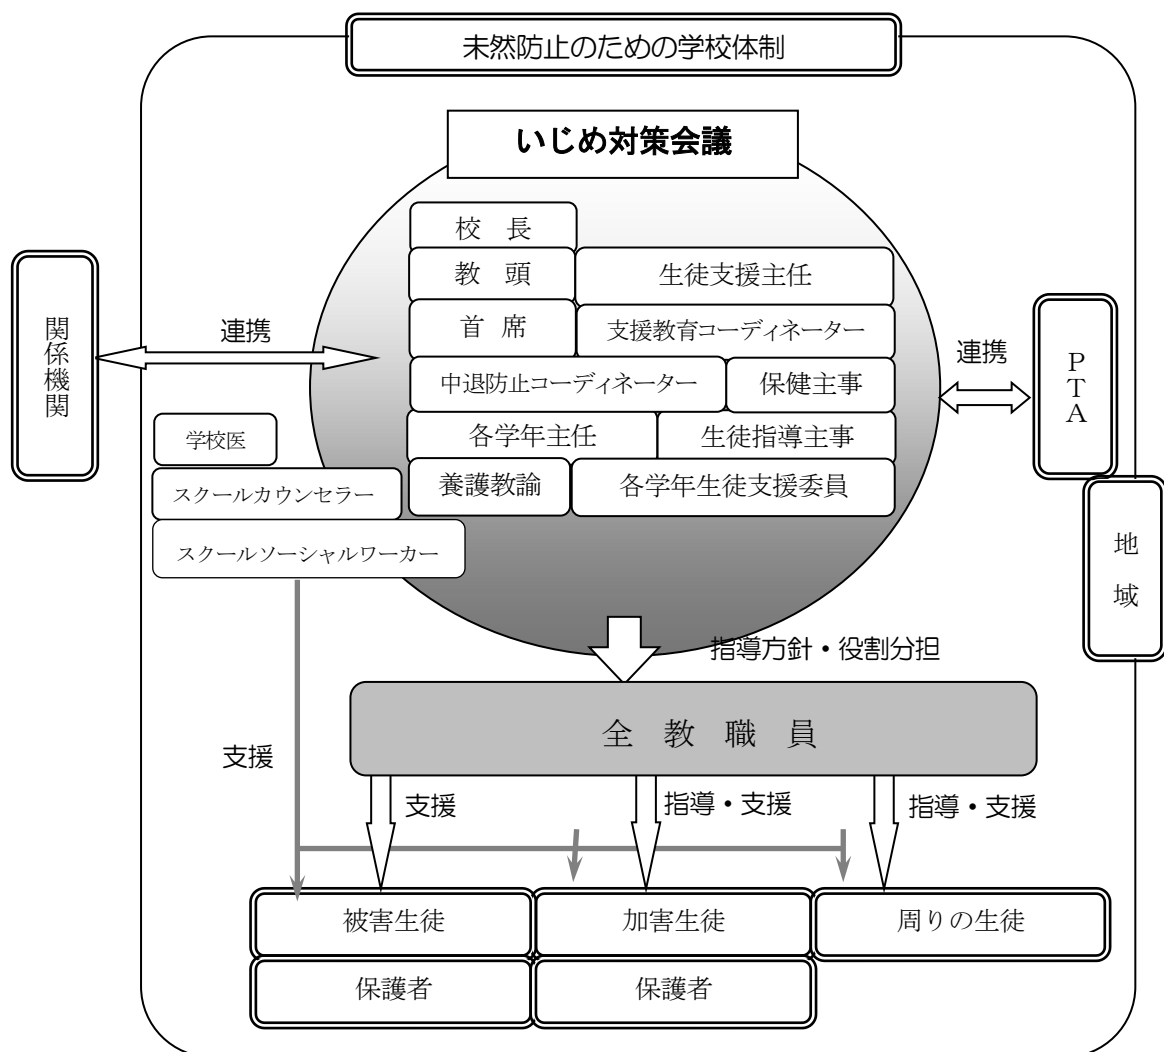 未然防止のための学校体制
いじめ対策会議
校　長
教　頭
生徒支援主任
首　席
支援教育コーディネーター
中退防止コーディネーター
保健主事
各学年主任
生徒指導主事
養護教諭
各学年生徒支援委員
関係機関
連携
連携
PTA
地域
学校医
スクールカウンセラー
スクールソーシャルワーカー
指導方針・役割分担
全　教　職　員
支援
支援
指導・支援
指導・支援
被害生徒
加害生徒
周りの生徒
保護者
保護者